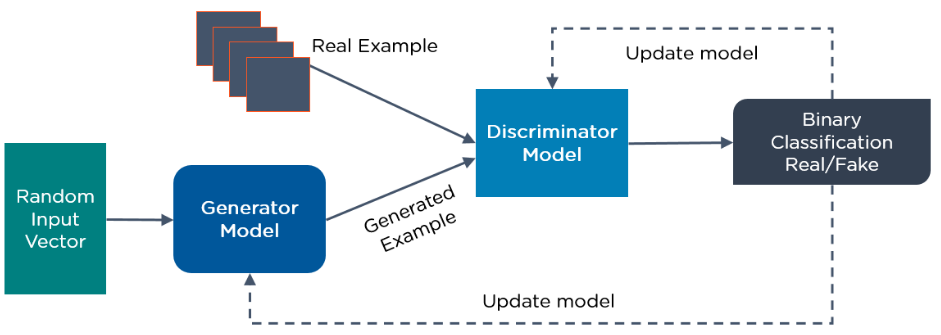 Real Example
Update model
Binary
Classification
Real/Fake
Discriminator
Model
Random
Input
Vector
Generator
Model
Generated
Example
Update model